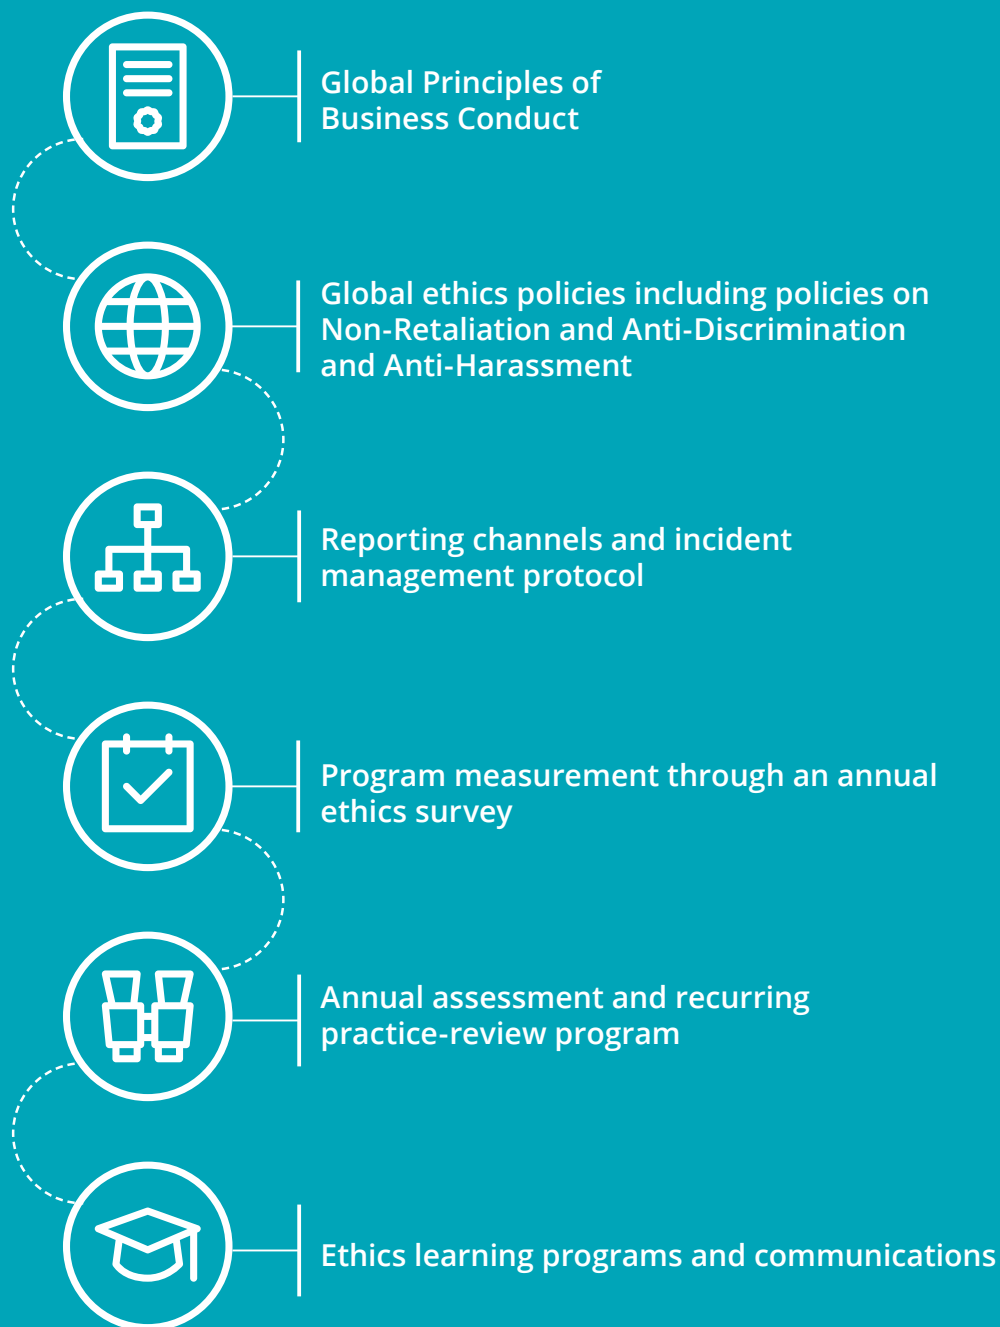 Global Principles of
Business Conduct
Global ethics policies including policies on
Non-Retaliation and Anti-Discrimination
and Anti-Harassment
Reporting channels and incident
management protocol
Program measurement through an annual
ethics survey
Annual assessment and recurring
practice-review program
Ethics learning programs and communications